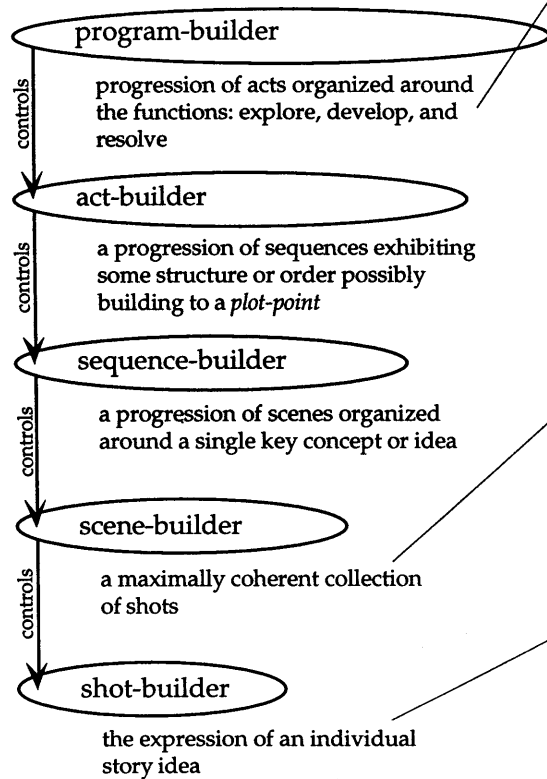 program-builder
progression of acts organized around
the functions: explore, develop, and
resolve
controls
act-builder
a progression of sequences exhibiting
some structure or order possibly
building to a plot-point
controls
sequence-builder
a progression of scenes organized
around a single key concept or idea
controls
scene-builder
a maximally coherent collection
of shots
controls
shot-builder
the expression of an individual
story idea